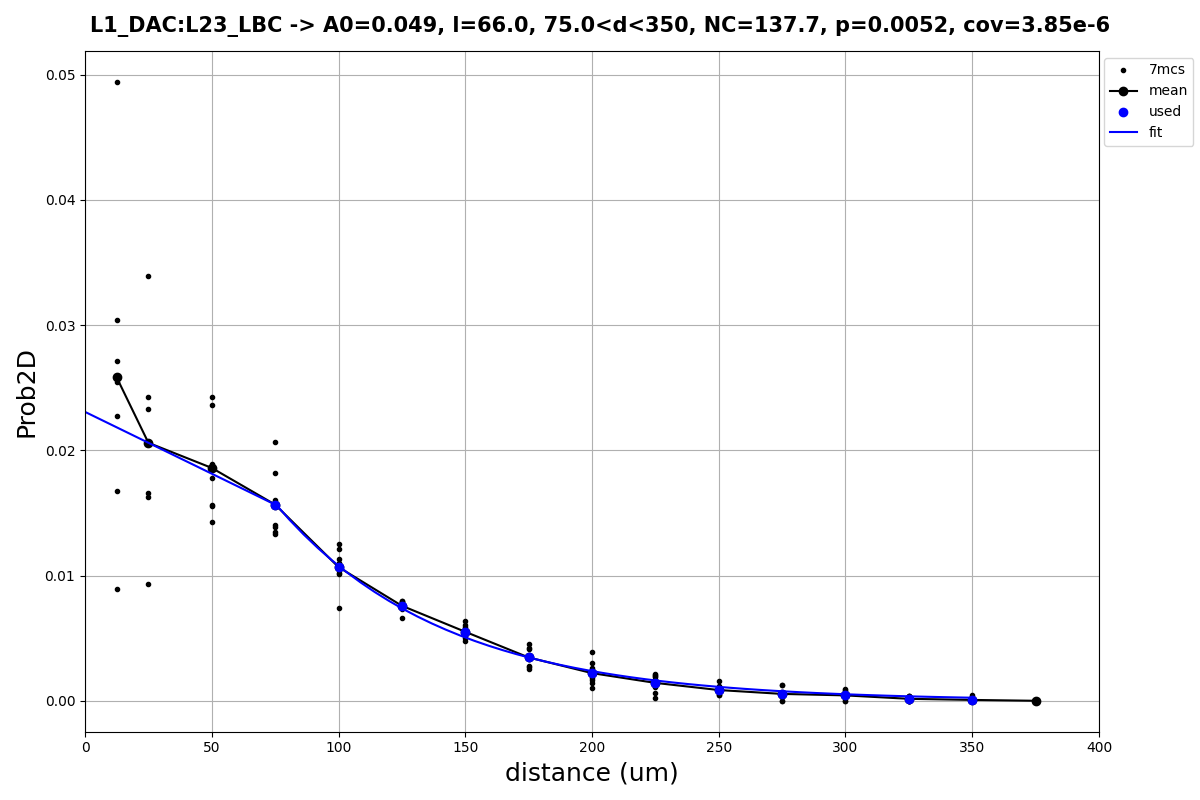 L1_DAC:L23_LBC -> A0=0.049, l=66.0, 75.0<d<350, NC=137.7, p=0.0052, cov=3.85e-6
7mcs
mean
used
fit
0.05
0.04
0.03
0.02
0.01
0.00
Prob2D
0 50 100 150 200 250 300 350 400
distance (um)